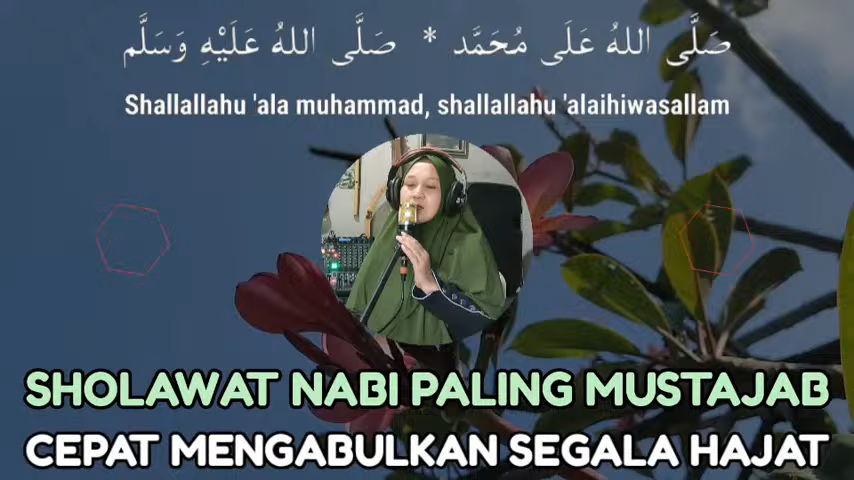 صَلَّى اللهُ عَلَى مُحَمَّد * صَلَّى اللهُ عَلَيْهِ وَسَلَّم
Shallallahu 'ala muhammad, shallallahu 'alaihiwasallam
SHOLAWAT NABI PALING MUSTAJAB
CEPAT MENGABULKAN SEGALA HAJAT